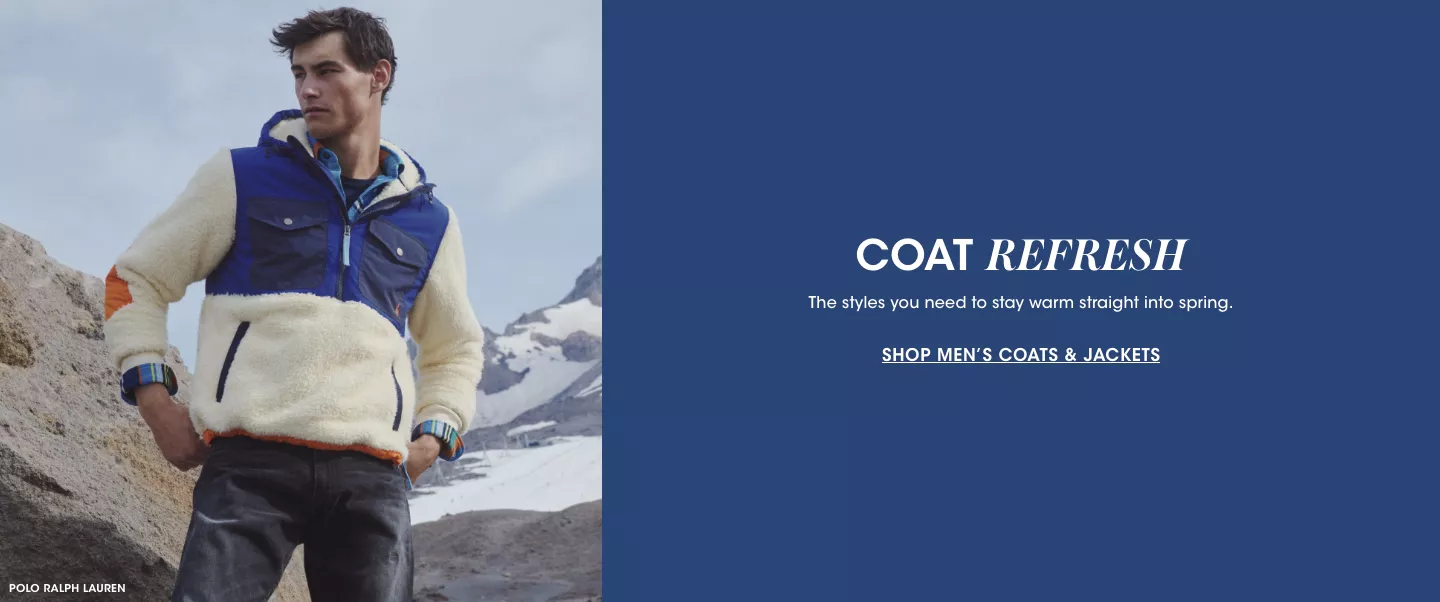 COAT REFRESH
The styles you need to stay warm straight into spring.
SHOP MEN’S COATS & JACKETS
POLO RALPH LAUREN